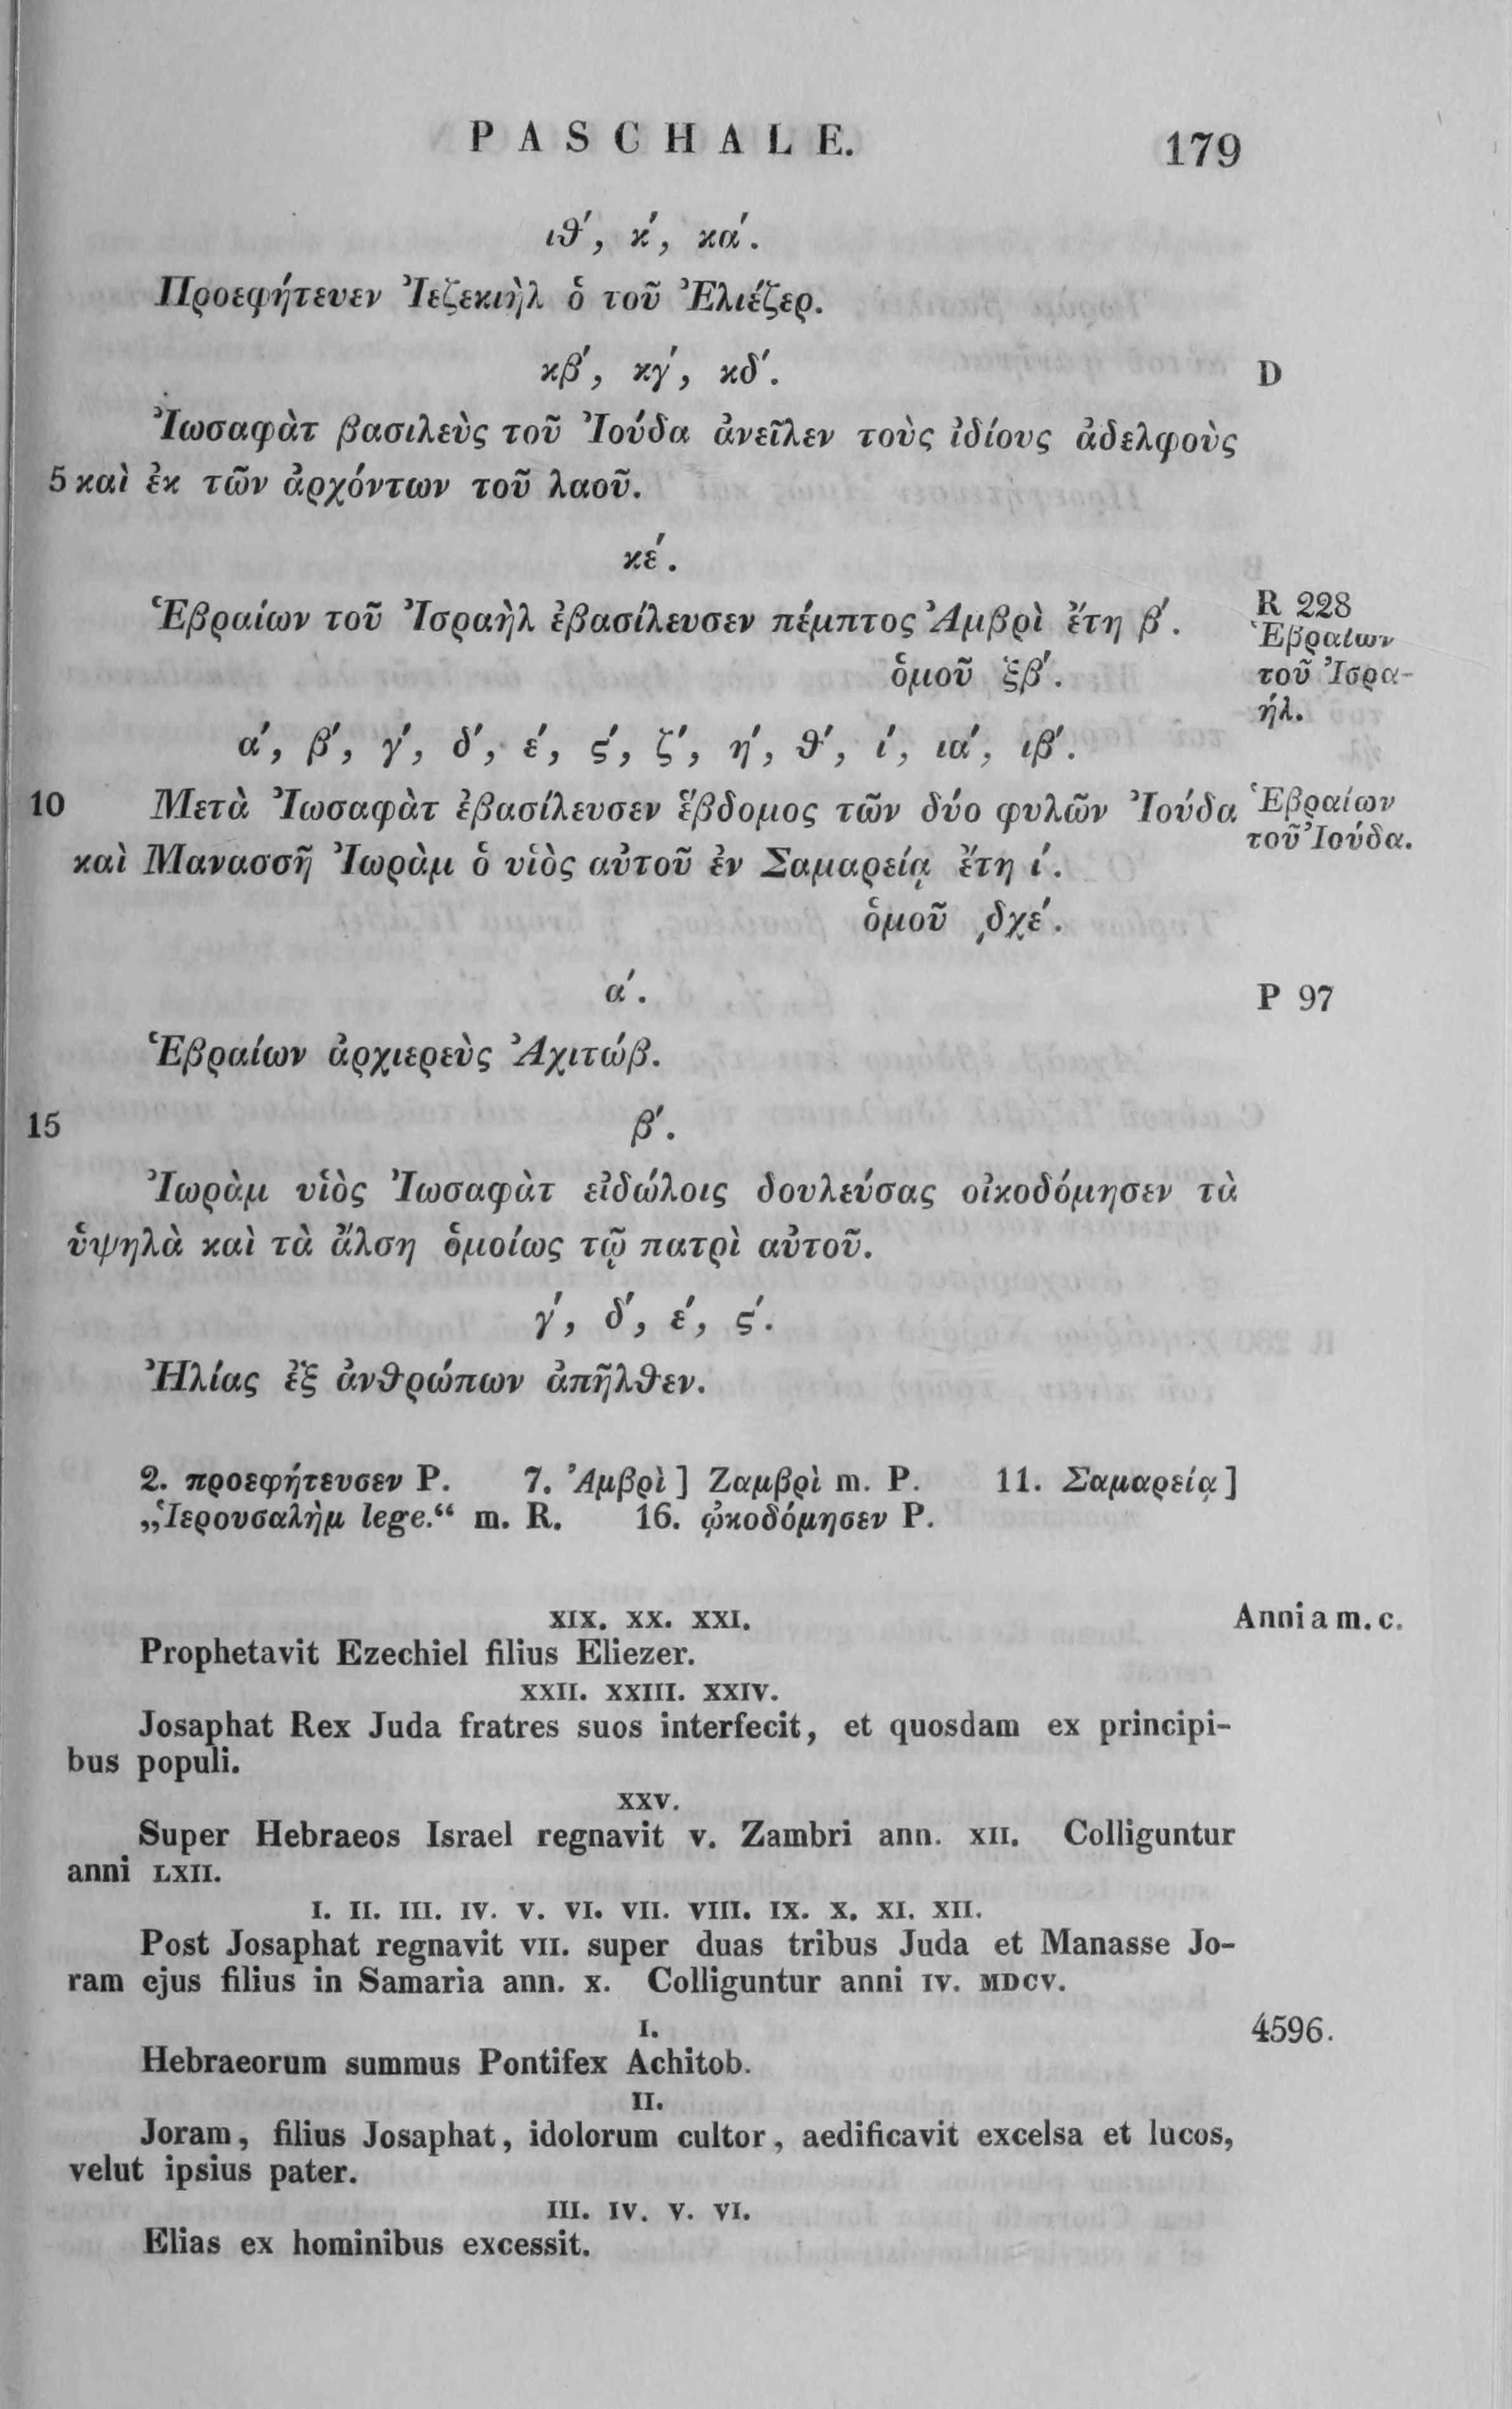 PASCHALE. 179
ιθ΄, κ΄, κα΄.
Προεφήτευεν Ἰεζεκιὴλ ὁ τοῦ Ἐλιέζερ.
κβ΄, κγ΄, κδ΄. D
Ἰωσαφὰτ βασιλεὺς τοῦ Ἰούδα ἀνεῖλεν τοὺς ἰδίους ἀδελφοὺς
5 καὶ ἐκ τῶν ἀρχόντων τοῦ λαοῦ.
κε΄.
Ἑβραίων τοῦ Ἰσραὴλ ἐβασίλευσεν πέμπτος Ἀμβρὶ ἔτη β΄. R 228
Ἑβραίων
ὁμοῦ ξβ΄. τοῦ Ἰσρα-
ήλ.
α΄, β΄, γ΄, δ΄, ε΄, ς΄, ζ΄, η΄, θ΄, ι΄, ια΄, ιβ΄.
10 Μετὰ Ἰωσαφὰτ ἐβασίλευσεν ἕβδομος τῶν δύο φυλῶν Ἰούδα Ἑβραίων
τοῦ Ἰούδα.
καὶ Μανασσῆ Ἰωρὰμ ὁ υἱὸς αὐτοῦ ἐν Σαμαρείᾳ ἔτη ι΄.
ὁμοῦ ͵δχε΄.
α΄. P 97
Ἑβραίων ἀρχιερεὺς Ἀχιτώβ.
15 β΄.
Ἰωρὰμ υἱὸς Ἰωσαφὰτ εἰδώλοις δουλεύσας οἰκοδόμησεν τὰ
ὑψηλὰ καὶ τὰ ἄλση ὁμοίως τῷ πατρὶ αὐτοῦ.
γ΄, δ΄, ε΄, ς΄.
Ἠλίας ἐξ ἀνθρώπων ἀπῆλθεν.
2. προεφήτευσεν P. 7. Ἀμβρὶ] Ζαμβρὶ m. P. 11. Σαμαρείᾳ]
„Ἱερουσαλὴμ lege.“ m. R. 16. ᾠκοδόμησεν P.
XIX. XX. XXI. Anni a m. c.
Prophetavit Ezechiel filius Eliezer.
XXII. XXIII. XXIV.
Josaphat Rex Juda fratres suos interfecit, et quosdam ex principi-
bus populi.
XXV.
Super Hebraeos Israel regnavit V. Zambri ann. XII. Colliguntur
anni LXII.
I. II. III. IV. V. VI. VII. VIII. IX. X. XI. XII.
Post Josaphat regnavit VII. super duas tribus Juda et Manasse Jo-
ram ejus filius in Samaria ann. X. Colliguntur anni IV. MDCV.
I. 4596.
Hebraeorum summus Pontifex Achitob.
II.
Joram, filius Josaphat, idolorum cultor, aedificavit excelsa et lucos,
velut ipsius pater.
III. IV. V. VI.
Elias ex hominibus excessit.